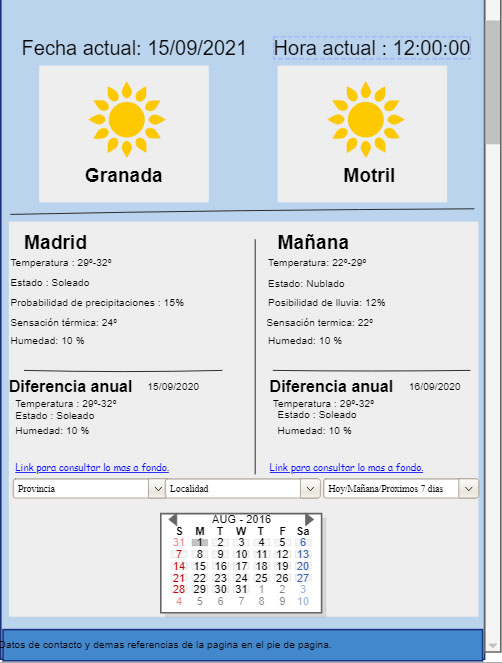 Fecha actual: 15/09/2021 Hora actual : 12:00:00
Granada Motril
Madrid
Temperatura : 29º-32º
Estado : Soleado
Probabilidad de precipitaciones : 15%
Sensación térmica: 24º
Humedad: 10 %
Diferencia anual 15/09/2020
Temperatura : 29º-32º
Estado : Soleado
Humedad: 10 %
Link para consultar lo mas a fondo.
Mañana
Temperatura: 22º-29º
Estado: Nublado
Posibilidad de lluvia: 12%
Sensacion termica: 22º
Humedad: 10 %
Diferencia anual 16/09/2020
Temperatura : 29º-32º
Estado : Soleado
Humedad: 10 %
Link para consultar lo mas a fondo.
Provincia Localidad Hoy/Mañana/Proximos 7 dias
AUG - 2016
S M T W T F Sa
31 1 2 3 4 5 6
7 8 9 10 11 12 13
14 15 16 17 18 19 20
21 22 23 24 25 26 27
28 29 30 31 1 2 3
4 5 6 7 8 9 10
Datos de contacto y demas referencias de la pagina en el pie de pagina.